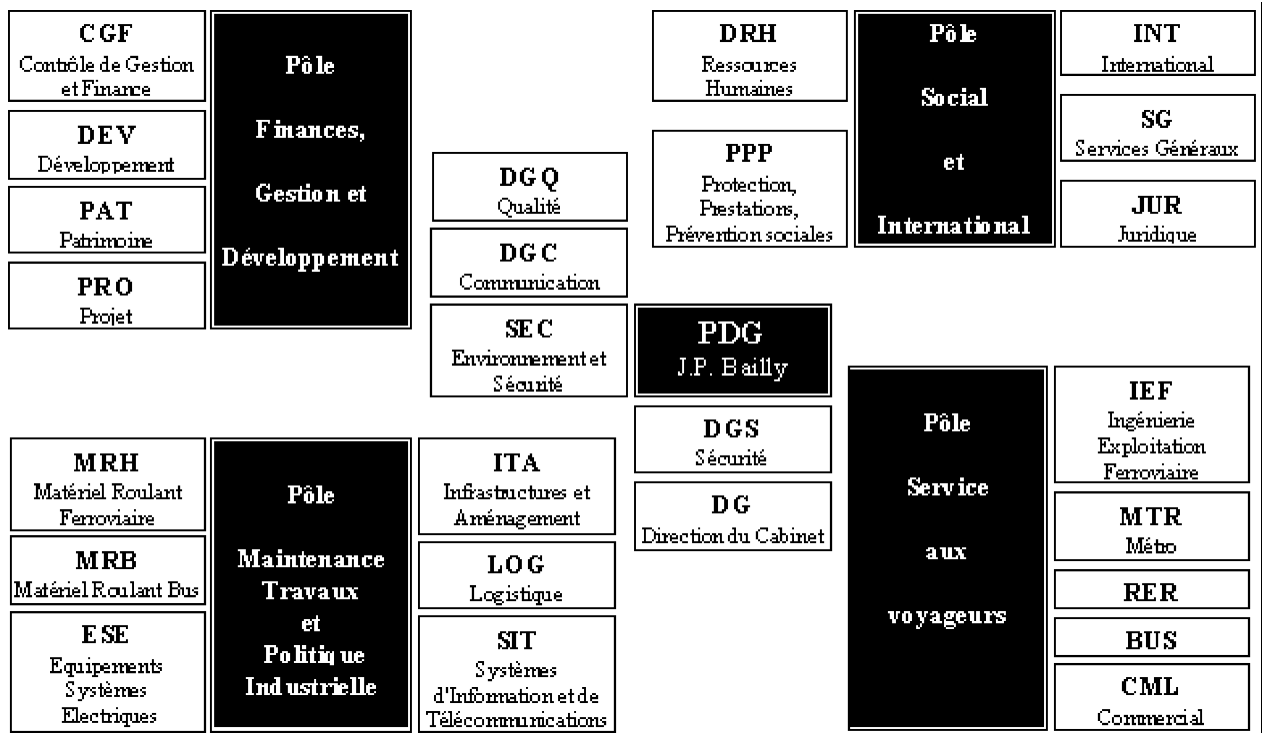 CGF
Contrôle de Gestion
et Finance
DEV
Développement
PAT
Patrimoine
PRO
Projet
Pôle
Finances,
Gestion et
Développement
DGQ
Qualité
DGC
Communication
SEC
Environnement et
Sécurité
DRH
Ressources
Humaines
PPP
Protection,
Prestations,
Prévention sociales
Pôle
Social
et
International
INT
International
SG
Services Généraux
JUR
Juridique
PDG
J.P. Bailly
DGS
Sécurité
DG
Direction du Cabinet
MRH
Matériel Roulant
Ferroviaire
MRB
Matériel Roulant Bus
ESE
Equipements
Systèmes
Electriques
Pôle
Maintenance
Travaux
et
Politique
Industrielle
ITA
Infrastructures et
Aménagement
LOG
Logistique
SIT
Systèmes
d'Information et de
Télécommunications
Pôle
Service
aux
voyageurs
IEF
Ingénierie
Exploitation
Ferroviaire
MTR
Métro
RER
BUS
CML
Commercial